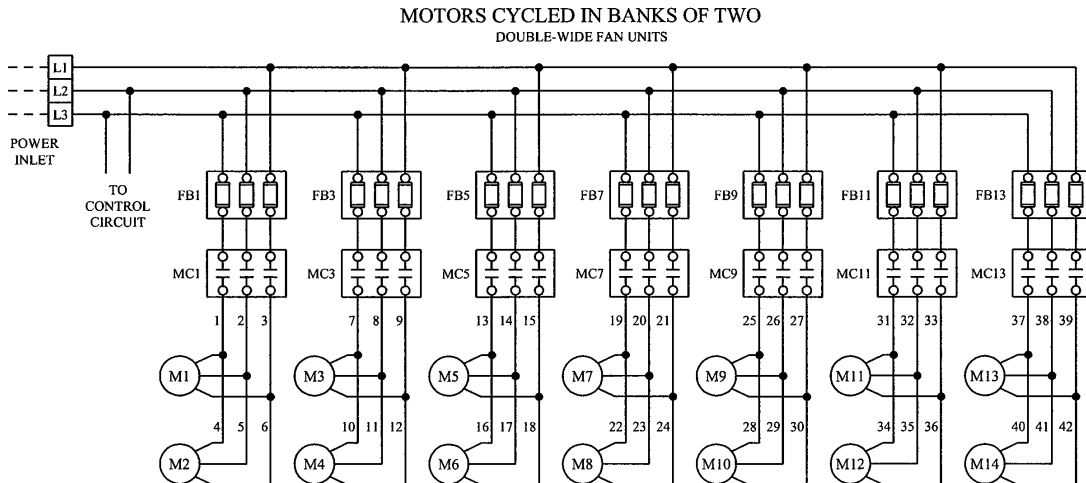 MOTORS CYCLED IN BANKS OF TWO
DOUBLE-WIDE FAN UNITS
L1
L2
L3
POWER
INLET
TO
CONTROL
CIRCUIT
FB1 FB3 FB5 FB7 FB9 FB11 FB13
MC1 MC3 MC5 MC7 MC9 MC11 MC13
1 2 3 7 8 9 13 14 15 19 20 21 25 26 27 31 32 33 37 38 39
M1 M3 M5 M7 M9 M11 M13
4 5 6 10 11 12 16 17 18 22 23 24 28 29 30 34 35 36 40 41 42
M2 M4 M6 M8 M10 M12 M14